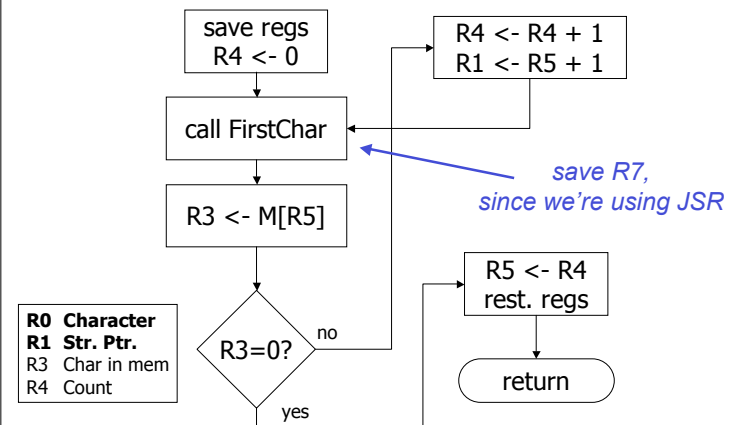 save regs
R4 <- 0
call FirstChar
R3 <- M[R5]
R3=0?
no
yes
R4 <- R4 + 1
R1 <- R5 + 1
save R7,
since we’re using JSR
R5 <- R4
rest. regs
return
R0 Character
R1 Str. Ptr.
R3 Char in mem
R4 Count